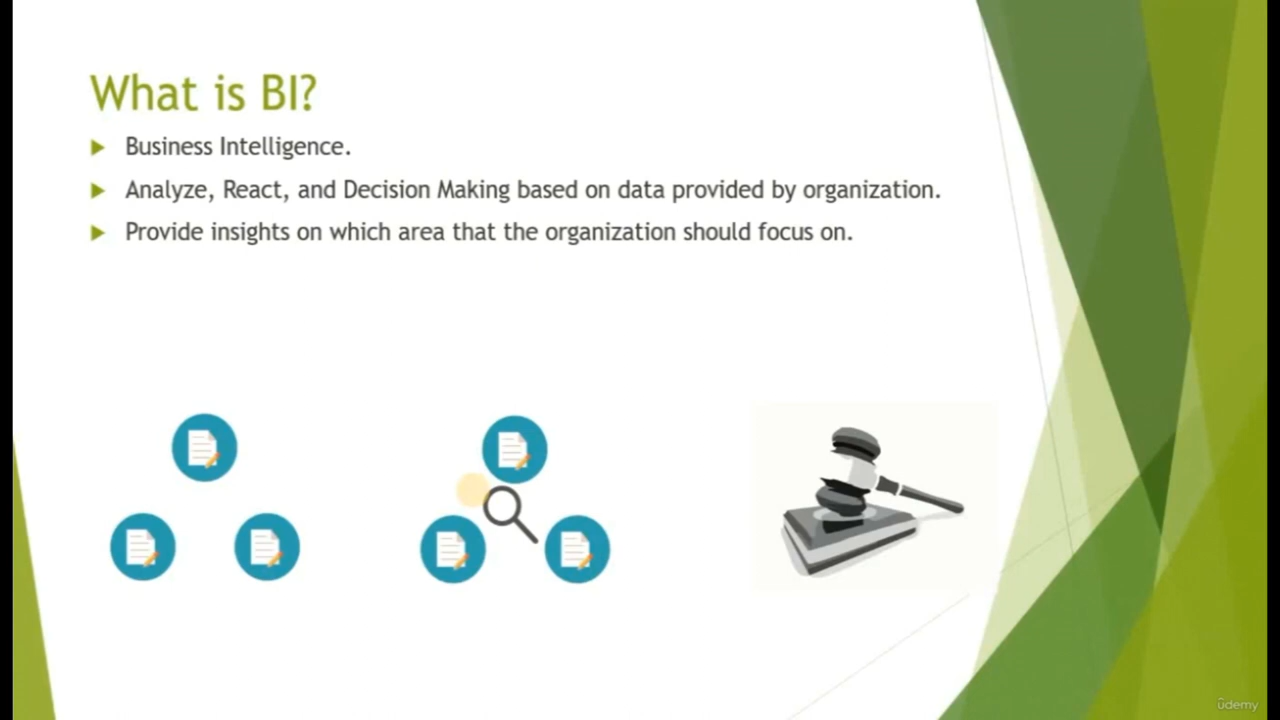 What is BI?
Business Intelligence.
Analyze, React, and Decision Making based on data provided by organization.
Provide insights on which area that the organization should focus on.
ûdemy